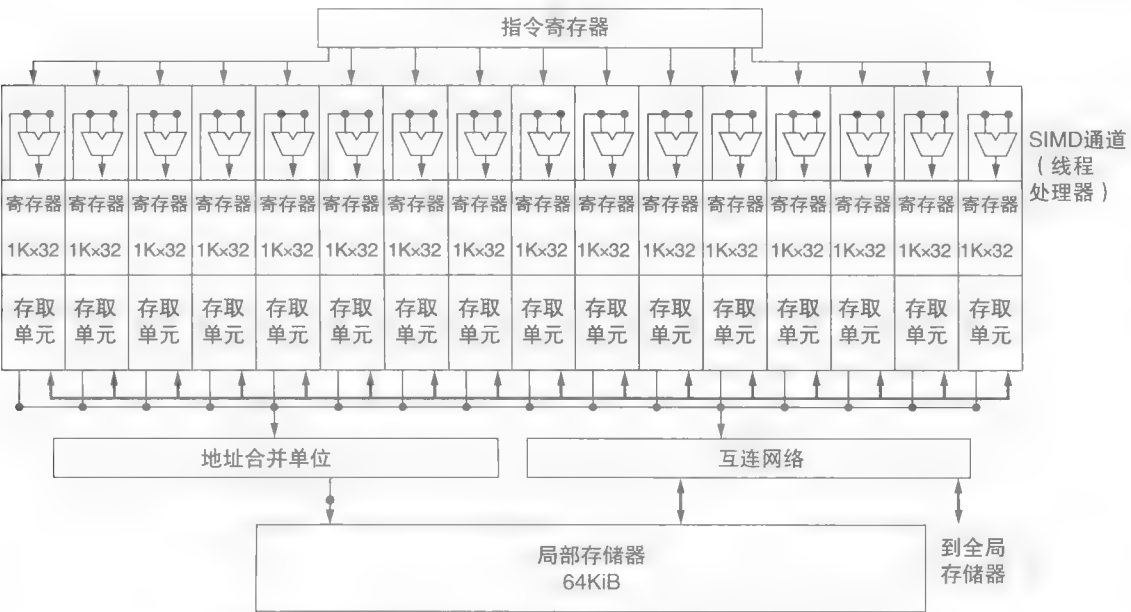 指令寄存器
SIMD通道
（线程
处理器）
寄存器 寄存器 寄存器 寄存器 寄存器 寄存器 寄存器 寄存器 寄存器 寄存器 寄存器 寄存器 寄存器 寄存器 寄存器 寄存器
1K×32 1K×32 1K×32 1K×32 1K×32 1K×32 1K×32 1K×32 1K×32 1K×32 1K×32 1K×32 1K×32 1K×32 1K×32 1K×32
存取 存取 存取 存取 存取 存取 存取 存取 存取 存取 存取 存取 存取 存取 存取 存取
单元 单元 单元 单元 单元 单元 单元 单元 单元 单元 单元 单元 单元 单元 单元 单元
地址合并单位
互连网络
局部存储器
64KiB
到全局
存储器